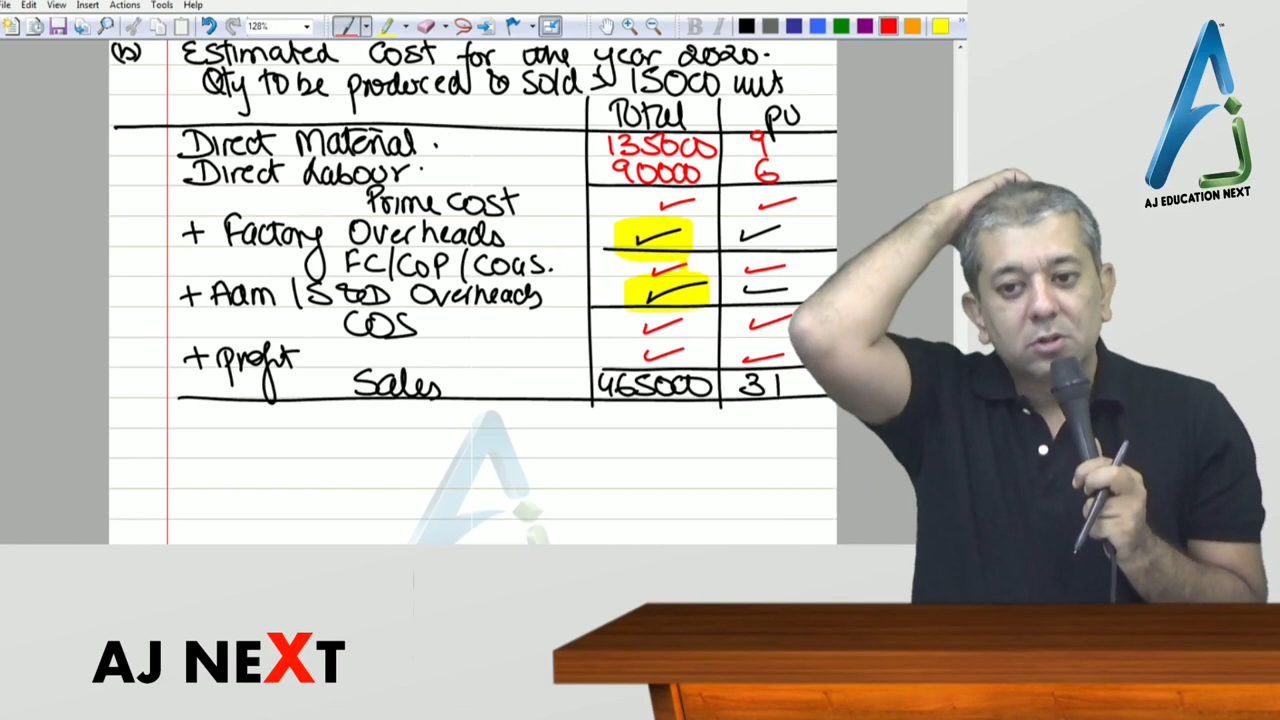 File Edit View Insert Actions Tools Help
128%
B I
(b) Estimated Cost for one year 2020.
Qty to be produced & sold → 15000 units
Total PU
Direct Material. 135000 9
Direct Labour. 90000 6
Prime cost ✓ ✓
+ Factory Overheads ✓ ✓
FC/COP/COGS. ✓ ✓
+ Adm / S&D Overheads ✓ ✓
COS ✓ ✓
+ Profit ✓ ✓
Sales 465000 31
AJ
AJ EDUCATION NEXT
AJ NEXT